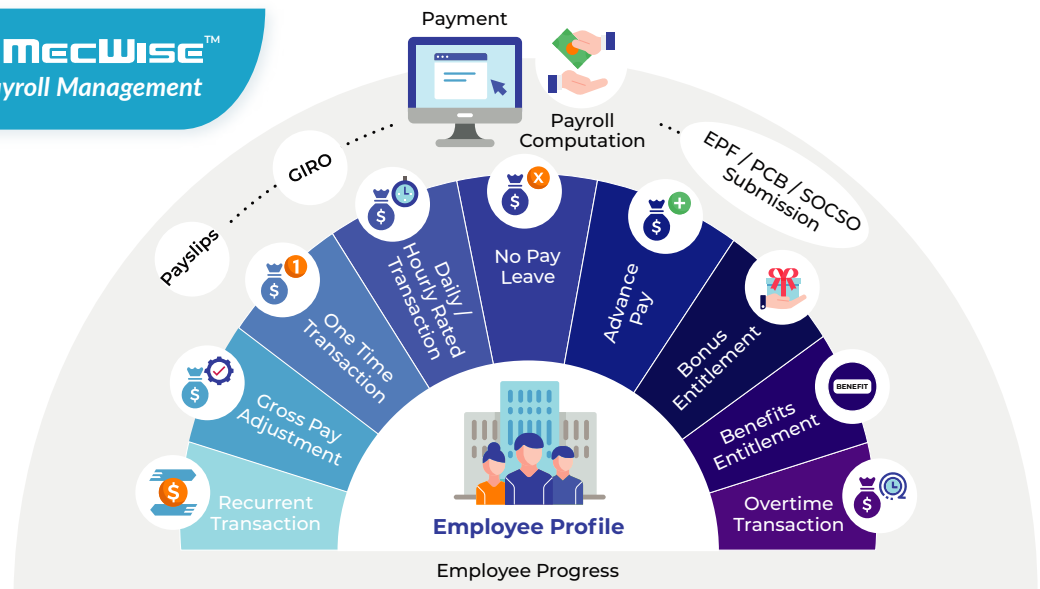 MECWISE™
ayroll Management
Payment
Payroll
Computation
EPF / PCB / SOCSO
Submission
GIRO
Payslips
Recurrent
Transaction
Gross Pay
Adjustment
1
One Time
Transaction
Daily /
Hourly Rated
Transaction
X
No Pay
Leave
Advance
Pay
Bonus
Entitlement
BENEFIT
Benefits
Entitlement
Overtime
Transaction
Employee Profile
Employee Progress